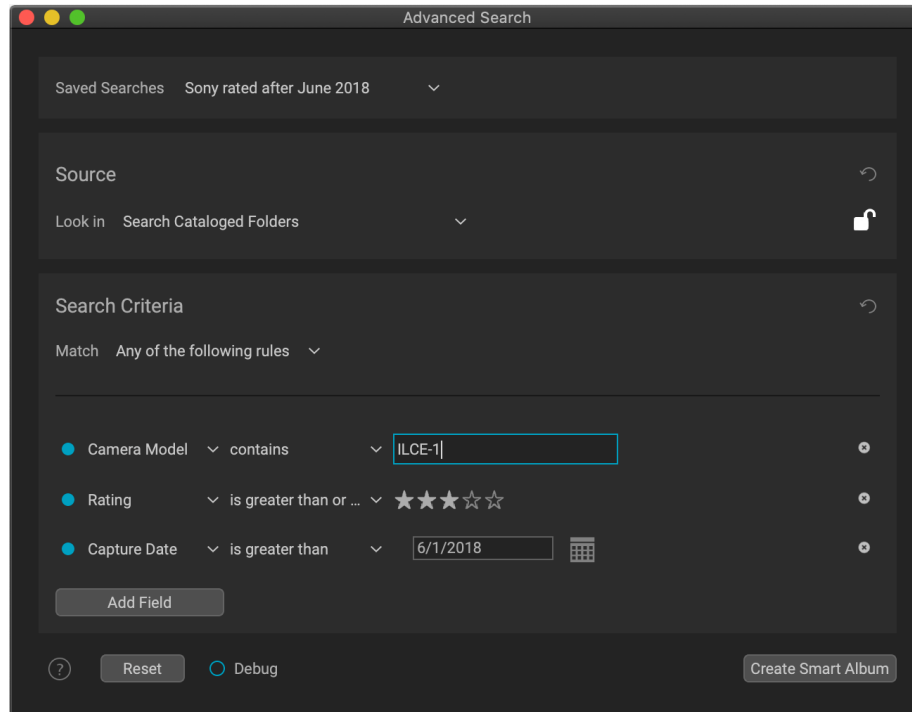 Advanced Search
Saved Searches Sony rated after June 2018
Source
Look in Search Cataloged Folders
Search Criteria
Match Any of the following rules
Camera Model contains ILCE-1
Rating is greater than or ...
Capture Date is greater than 6/1/2018
Add Field
? Reset Debug Create Smart Album